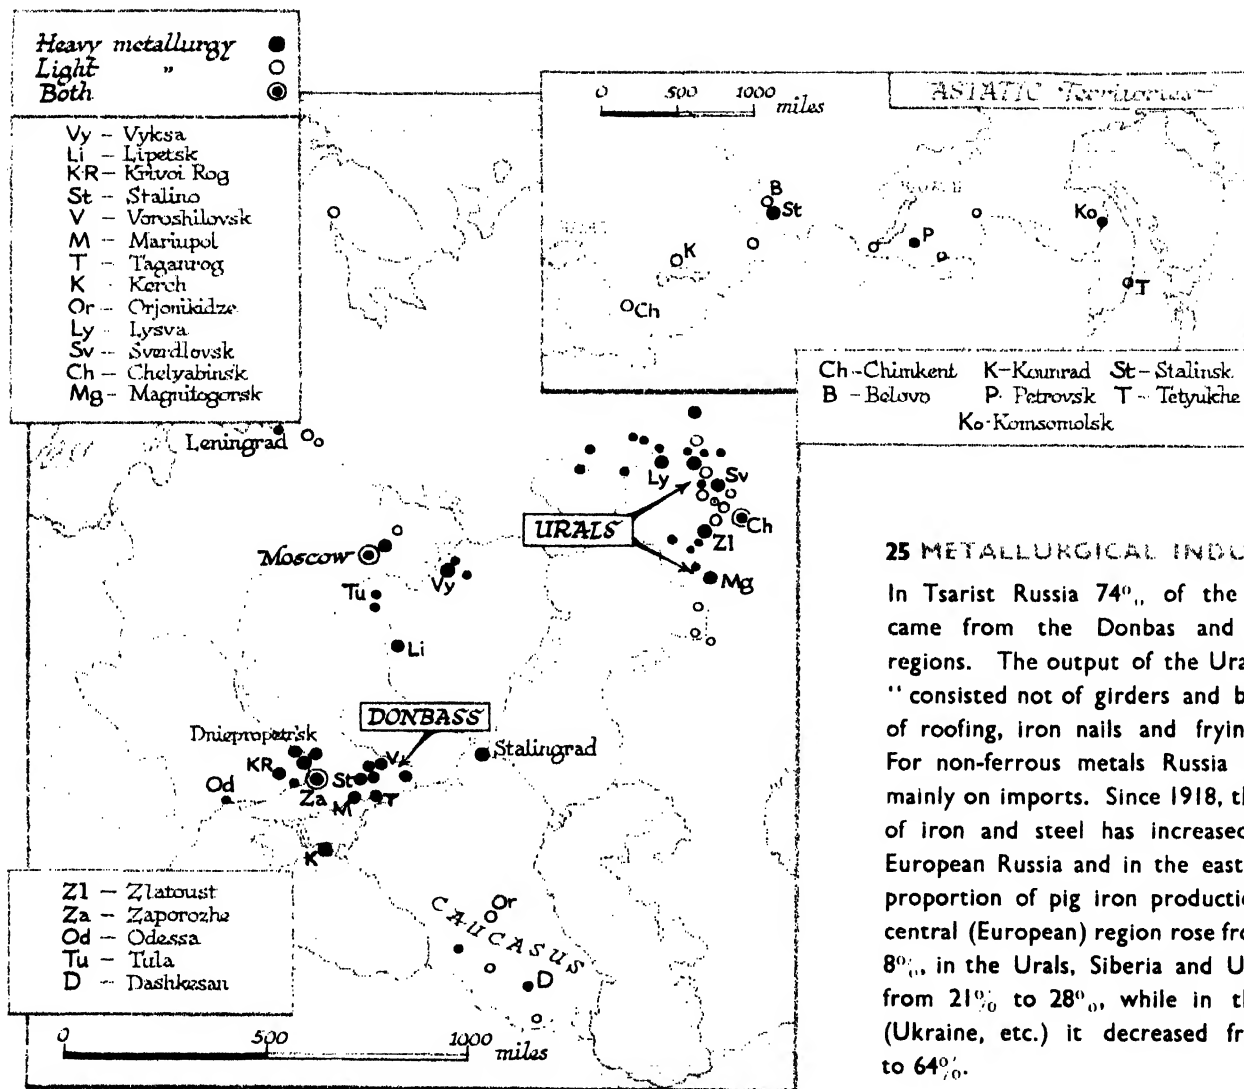 Heavy metallurgy
Light "
Both
Vy - Vyksa
Li - Lipetsk
K·R - Krivoi Rog
St - Stalino
V - Voroshilovsk
M - Mariupol
T - Taganrog
K - Kerch
Or - Orjonikidze
Ly - Lysva
Sv - Sverdlovsk
Ch - Chelyabinsk
Mg - Magnitogorsk
0 500 1000 miles
ASIATIC Territories
B
St
K
Ch
P
Ko
T
Ch - Chimkent K - Kounrad St - Stalinsk
B - Belovo P - Petrovsk T - Tetyukhe
Ko - Komsomolsk
Leningrad
Ly
Sv
URALS
Ch
Zl
Moscow
Vy
Mg
Tu
Li
DONBASS
Dniepropetr'sk
V
Stalingrad
KR
St
Od
Za
M
T
K
Or
CAUCASUS
D
Zl - Zlatoust
Za - Zaporozhe
Od - Odessa
Tu - Tula
D - Dashkesan
0 500 1000
miles
25 METALLURGICAL INDU
In Tsarist Russia 74% of the
came from the Donbas and
regions. The output of the Ura
"consisted not of girders and b
of roofing, iron nails and fryin
For non-ferrous metals Russia
mainly on imports. Since 1918, th
of iron and steel has increased
European Russia and in the east
proportion of pig iron productio
central (European) region rose fro
8%, in the Urals, Siberia and U
from 21% to 28%, while in th
(Ukraine, etc.) it decreased fr
to 64%.